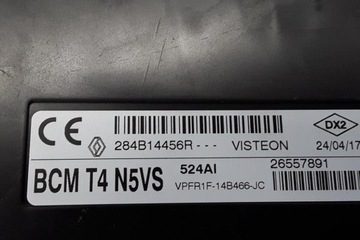 CE 284B14456R--- VISTEON 24/04/17
DX2
BCM T4 N5VS 524AI 26557891
VPFR1F-14B466-JC